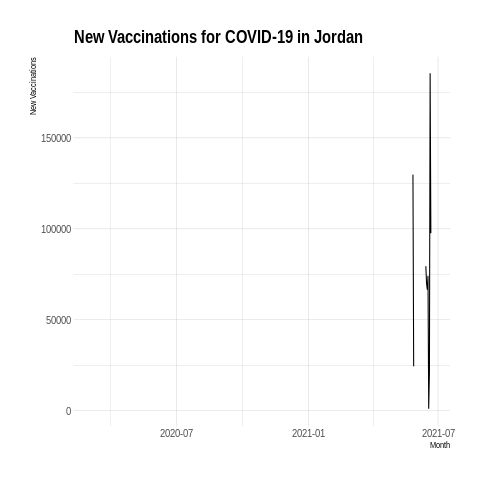 New Vaccinations for COVID-19 in Jordan
New Vaccinations
150000
100000
50000
0
2020-07
2021-01
2021-07
Month